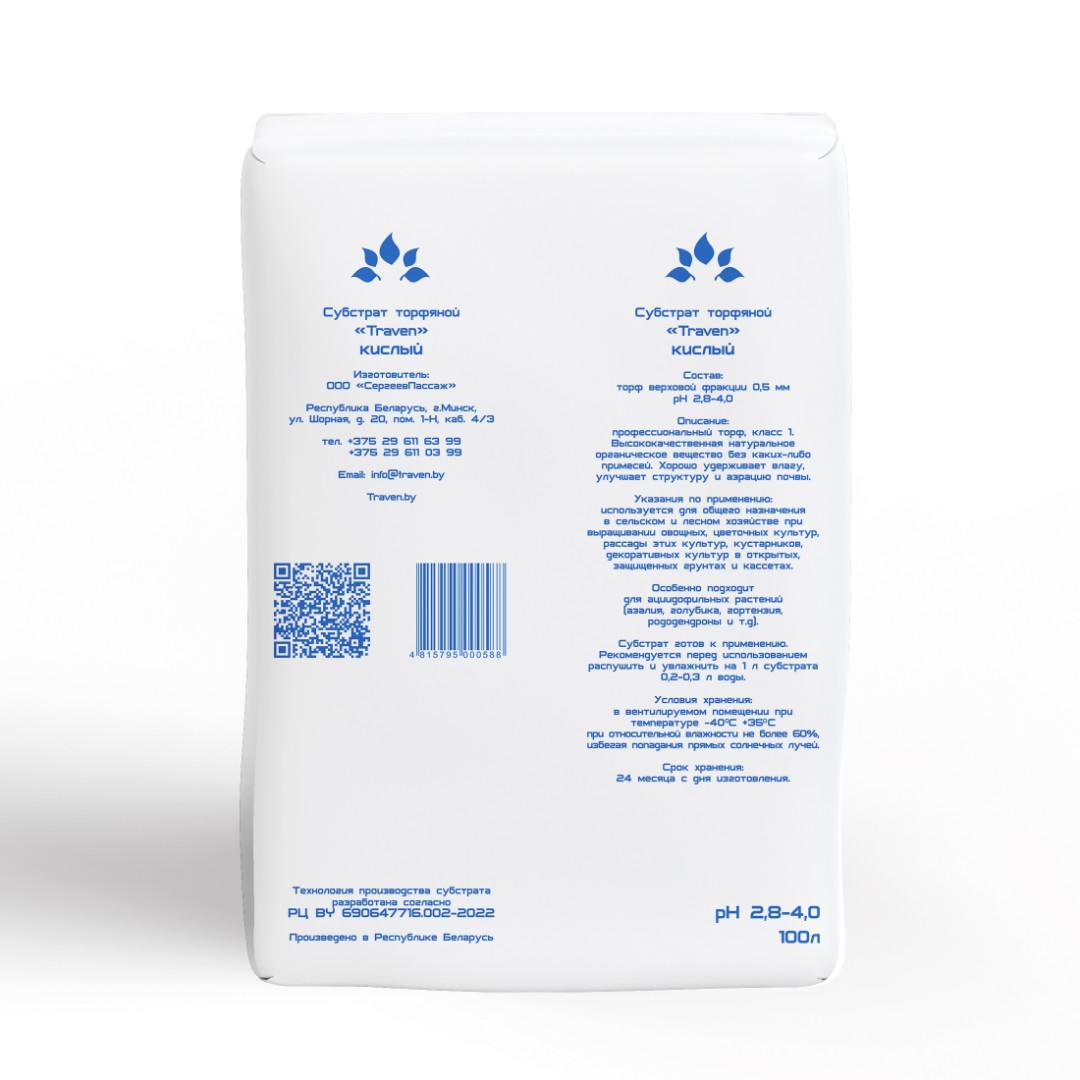 Субстрат торфяной
«Traven»
кислый
Изготовитель:
ООО «СергеевПассаж»
Республика Беларусь, г.Минск,
ул. Шорная, д. 20, пом. 1-Н, каб. 4/3
тел. +375 29 611 63 99
+375 29 611 03 99
Email: info@traven.by
Traven.by
4 815795 000588
Технология производства субстрата
разработана согласно
РЦ BY 690647716.002-2022
Произведено в Республике Беларусь
Субстрат торфяной
«Traven»
кислый
Состав:
торф верховой фракции 0,5 мм
pH 2,8-4,0
Описание:
профессиональный торф, класс 1.
Высококачественная натуральное
органическое вещество без каких-либо
примесей. Хорошо удерживает влагу,
улучшает структуру и аэрацию почвы.
Указания по применению:
используется для общего назначения
в сельском и лесном хозяйстве при
выращивании овощных, цветочных культур,
рассады этих культур, кустарников,
декоративных культур в открытых,
защищенных грунтах и кассетах.
Особенно подходит
для ациидофильных растений
(азалия, голубика, гортензия,
рододендроны и т.д).
Субстрат готов к применению.
Рекомендуется перед использованием
распушить и увлажнить на 1 л субстрата
0,2-0,3 л воды.
Условия хранения:
в вентилируемом помещении при
температуре -40°C +35°C
при относительной влажности не более 60%,
избегая попадания прямых солнечных лучей.
Срок хранения:
24 месяца с дня изготовления.
pH 2,8-4,0
100л